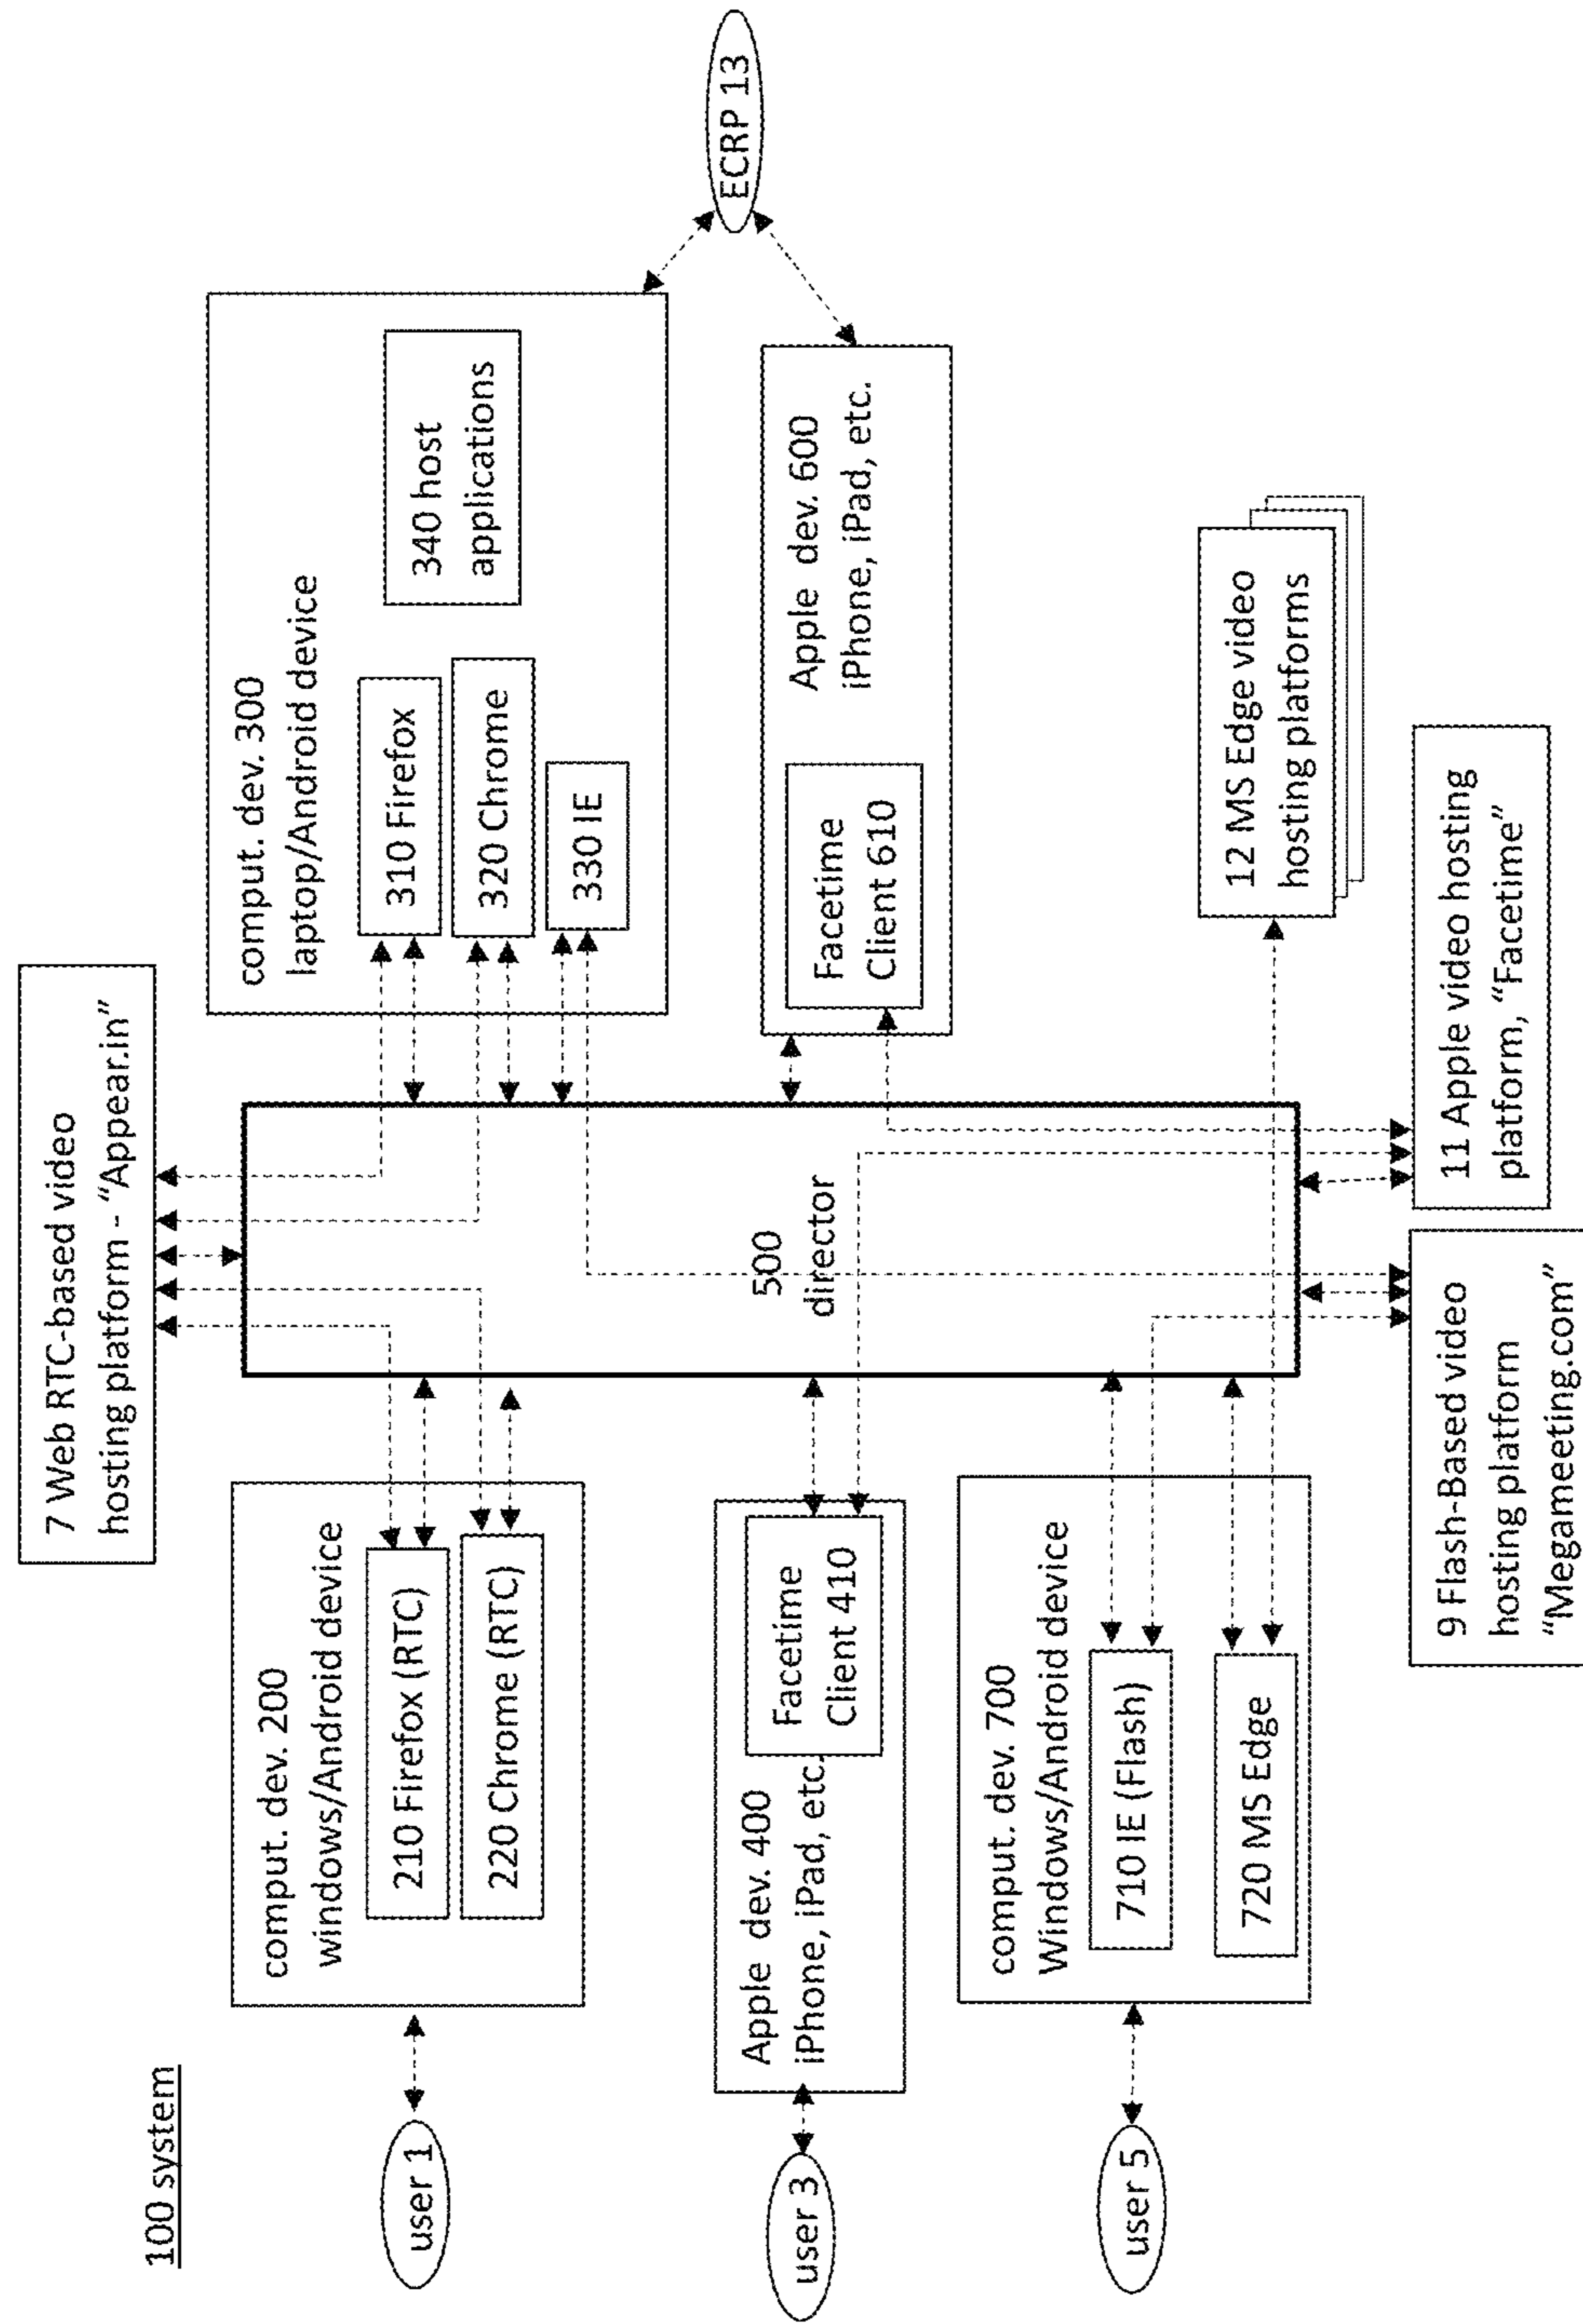 100 system
7 Web RTC-based video
hosting platform - “Appear.in”
user 1
comput. dev. 200
windows/Android device
210 Firefox (RTC)
220 Chrome (RTC)
user 3
Apple dev. 400
iPhone, iPad, etc.
Facetime
Client 410
user 5
comput. dev. 700
Windows/Android device
710 IE (Flash)
720 MS Edge
500
director
comput. dev. 300
laptop/Android device
310 Firefox
320 Chrome
330 IE
340 host
applications
Apple dev. 600
iPhone, iPad, etc.
Facetime
Client 610
ECRP 13
12 MS Edge video
hosting platforms
9 Flash-Based video
hosting platform
“Megameeting.com”
11 Apple video hosting
platform, “Facetime”